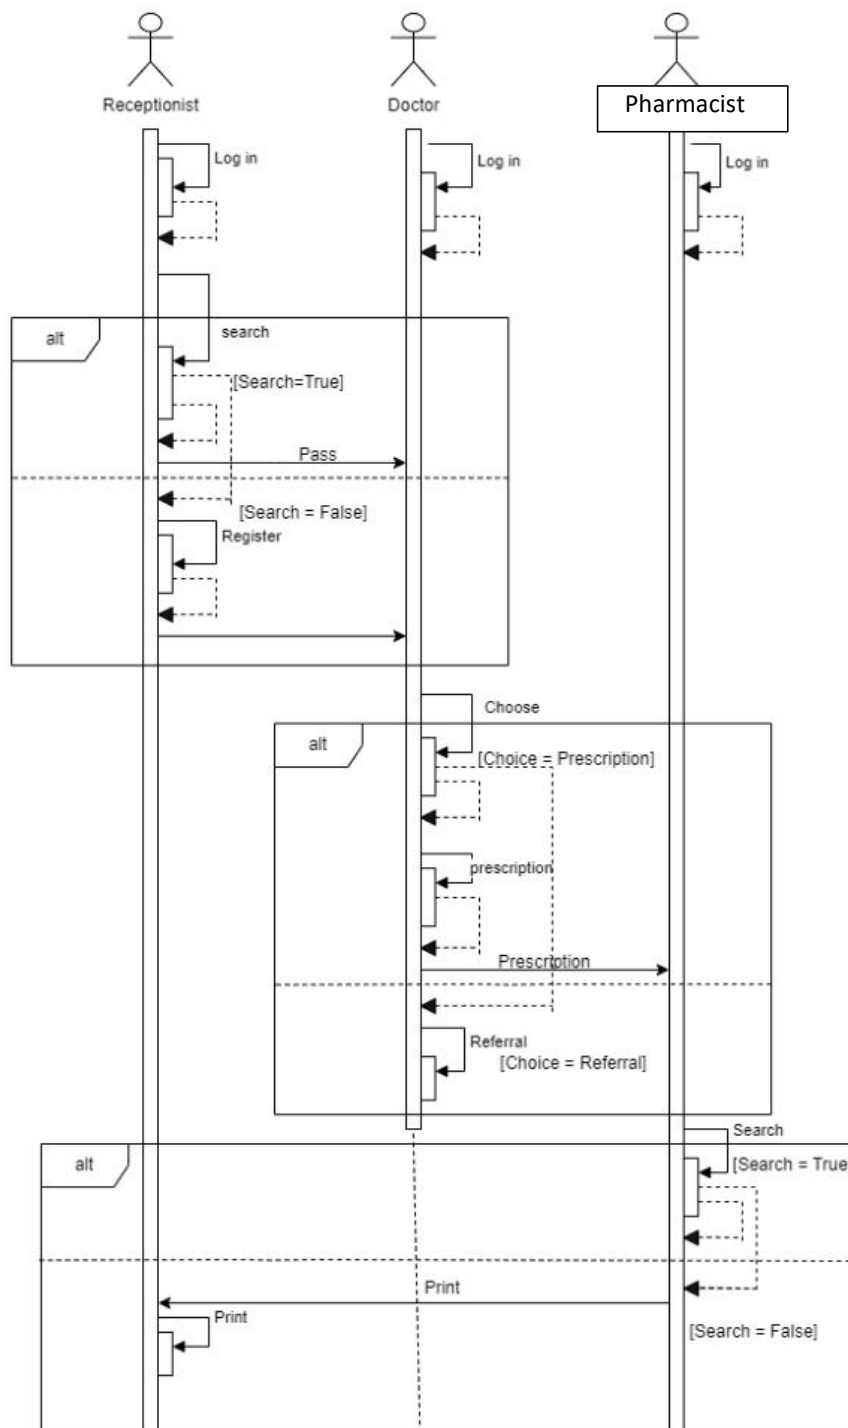 Receptionist
Doctor
Pharmacist
Log in
Log in
Log in
alt
search
[Search=True]
Pass
[Search = False]
Register
Choose
alt
[Choice = Prescription]
prescription
Prescription
Referral
[Choice = Referral]
Search
alt
[Search = True
Print
Print
[Search = False]